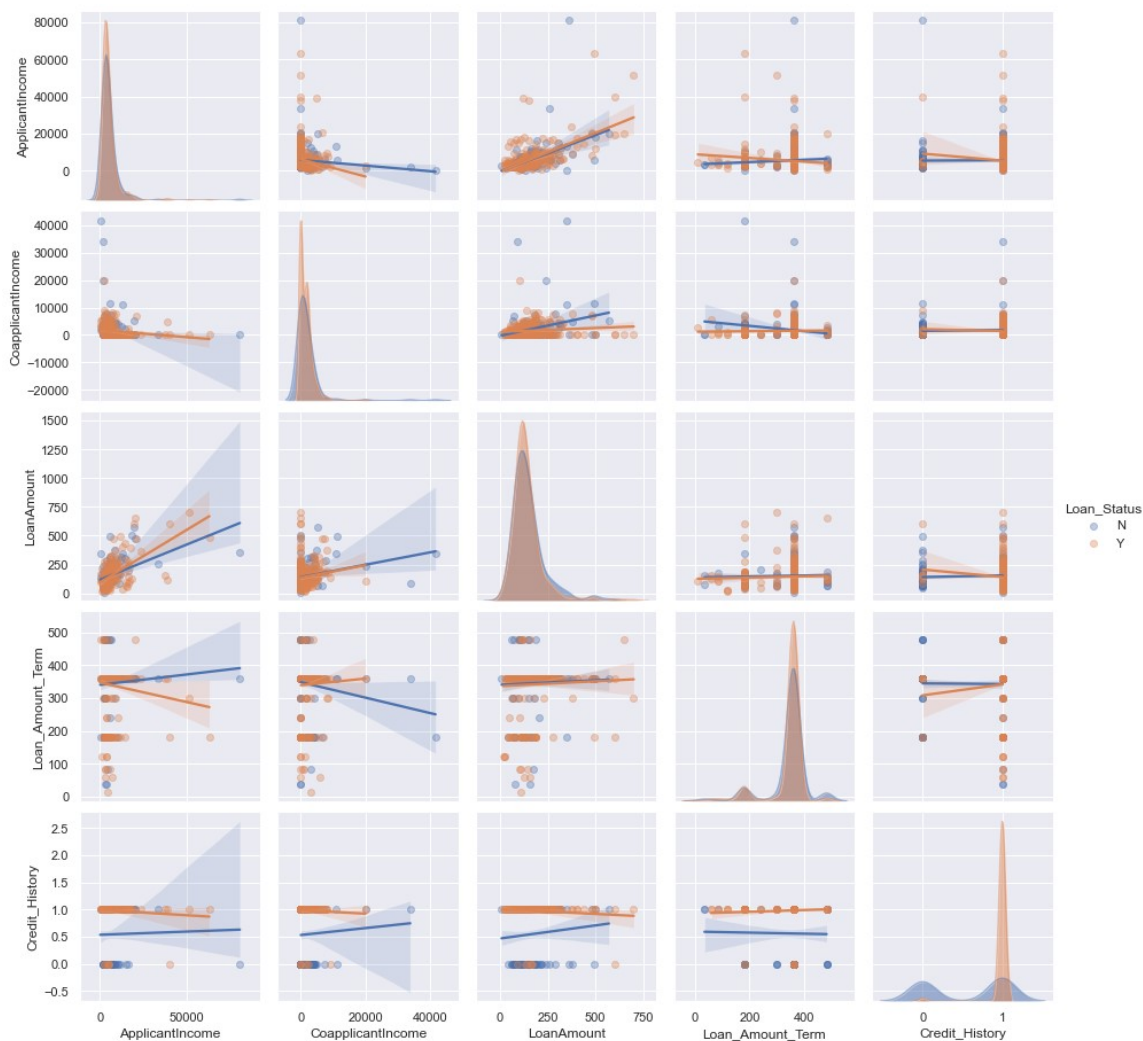 ApplicantIncome
80000
60000
40000
20000
0
CoapplicantIncome
40000
30000
20000
10000
0
−10000
−20000
LoanAmount
1500
1250
1000
750
500
250
0
Loan_Status
N
Y
Loan_Amount_Term
500
400
300
200
100
0
Credit_History
2.5
2.0
1.5
1.0
0.5
0.0
−0.5
0 50000
ApplicantIncome
0 20000 40000
CoapplicantIncome
0 250 500 750
LoanAmount
0 200 400
Loan_Amount_Term
0 1
Credit_History